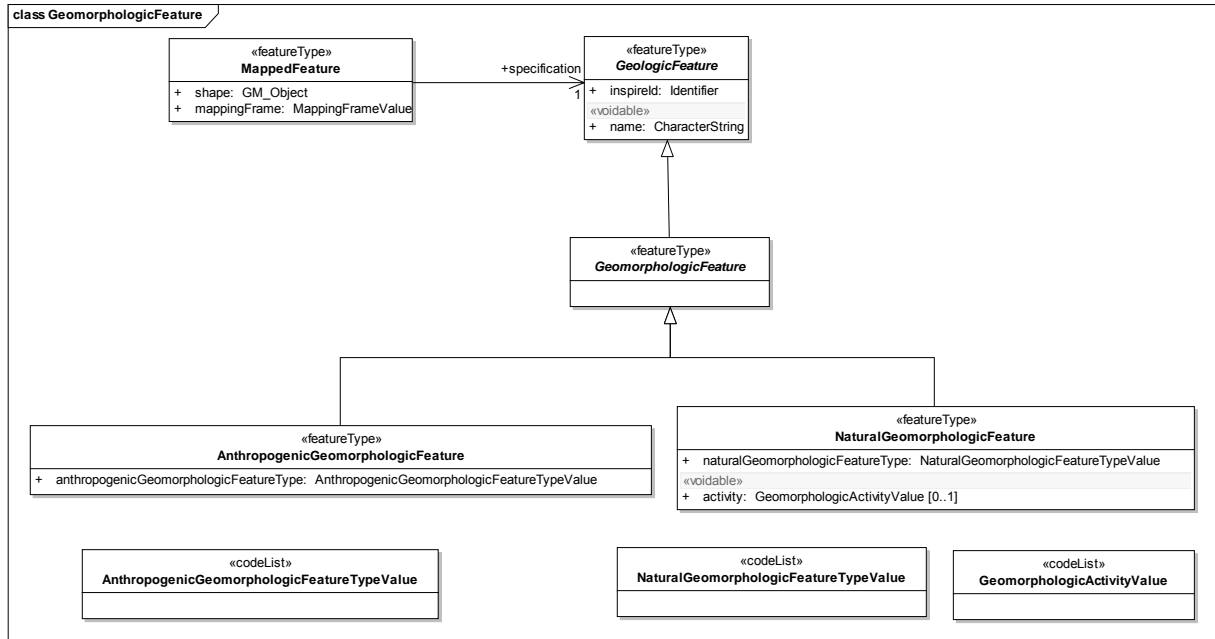 class GeomorphologicFeature
«featureType»
MappedFeature
+ shape: GM_Object
+ mappingFrame: MappingFrameValue
+specification
1
«featureType»
GeologicFeature
+ inspireId: Identifier
«voidable»
+ name: CharacterString
«featureType»
GeomorphologicFeature
«featureType»
AnthropogenicGeomorphologicFeature
+ anthropogenicGeomorphologicFeatureType: AnthropogenicGeomorphologicFeatureTypeValue
«featureType»
NaturalGeomorphologicFeature
+ naturalGeomorphologicFeatureType: NaturalGeomorphologicFeatureTypeValue
«voidable»
+ activity: GeomorphologicActivityValue [0..1]
«codeList»
AnthropogenicGeomorphologicFeatureTypeValue
«codeList»
NaturalGeomorphologicFeatureTypeValue
«codeList»
GeomorphologicActivityValue